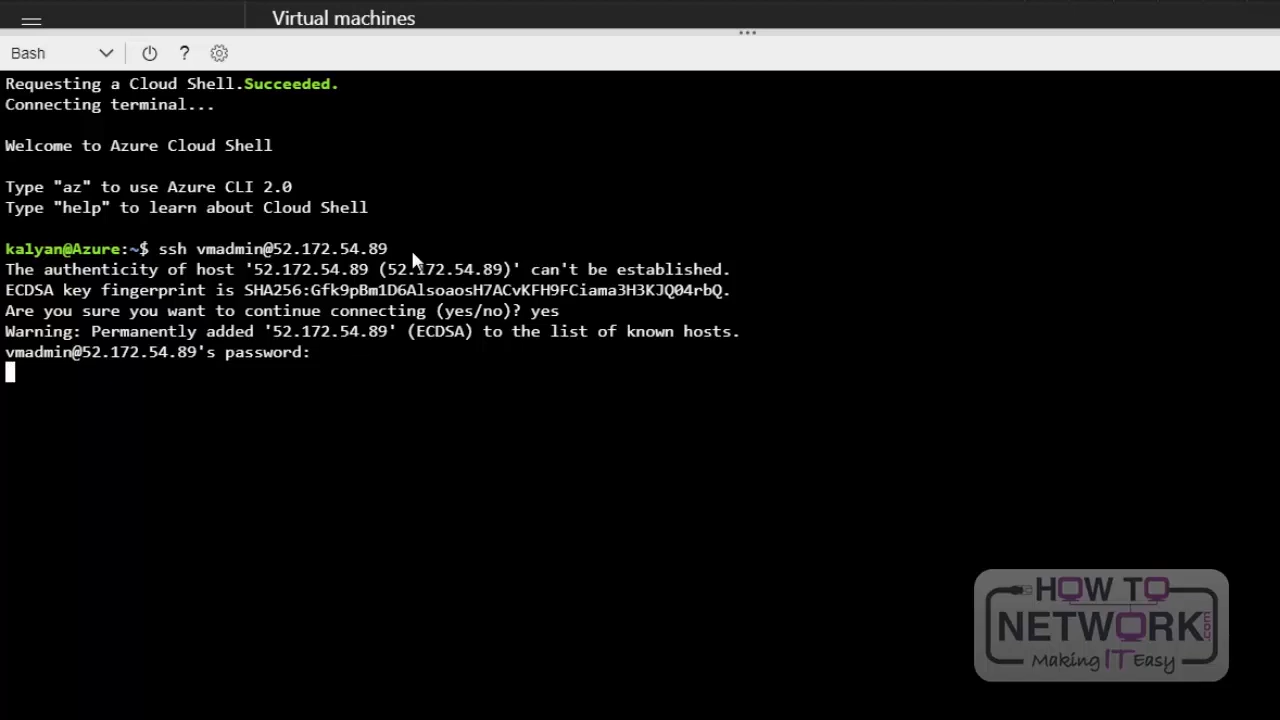 Virtual machines
Bash
?
Requesting a Cloud Shell.Succeeded.
Connecting terminal...
Welcome to Azure Cloud Shell
Type "az" to use Azure CLI 2.0
Type "help" to learn about Cloud Shell
kalyan@Azure:~$ ssh vmadmin@52.172.54.89
The authenticity of host '52.172.54.89 (52.172.54.89)' can't be established.
ECDSA key fingerprint is SHA256:Gfk9pBm1D6AlsoaosH7ACvKFH9FCiama3H3KJQ04rbQ.
Are you sure you want to continue connecting (yes/no)? yes
Warning: Permanently added '52.172.54.89' (ECDSA) to the list of known hosts.
vmadmin@52.172.54.89's password:
HOW TO
NETWORK.com
Making IT Easy